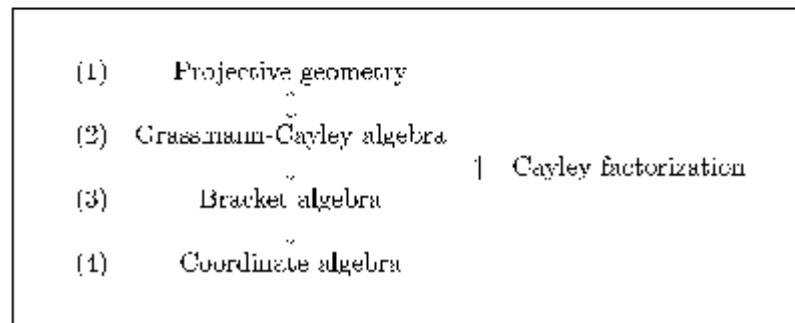 (1) Projective geometry
(2) Grassmann-Cayley algebra
↑ Cayley factorization
(3) Bracket algebra
(4) Coordinate algebra